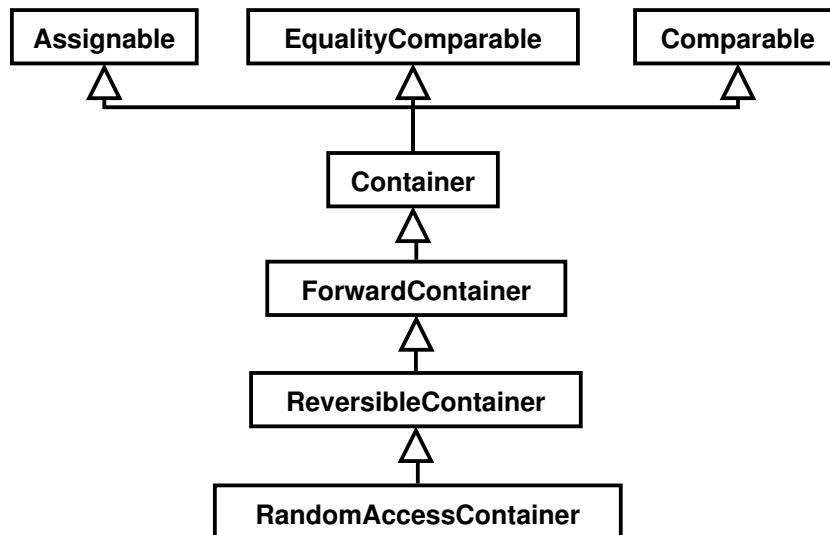 Assignable
EqualityComparable
Comparable
Container
ForwardContainer
ReversibleContainer
RandomAccessContainer